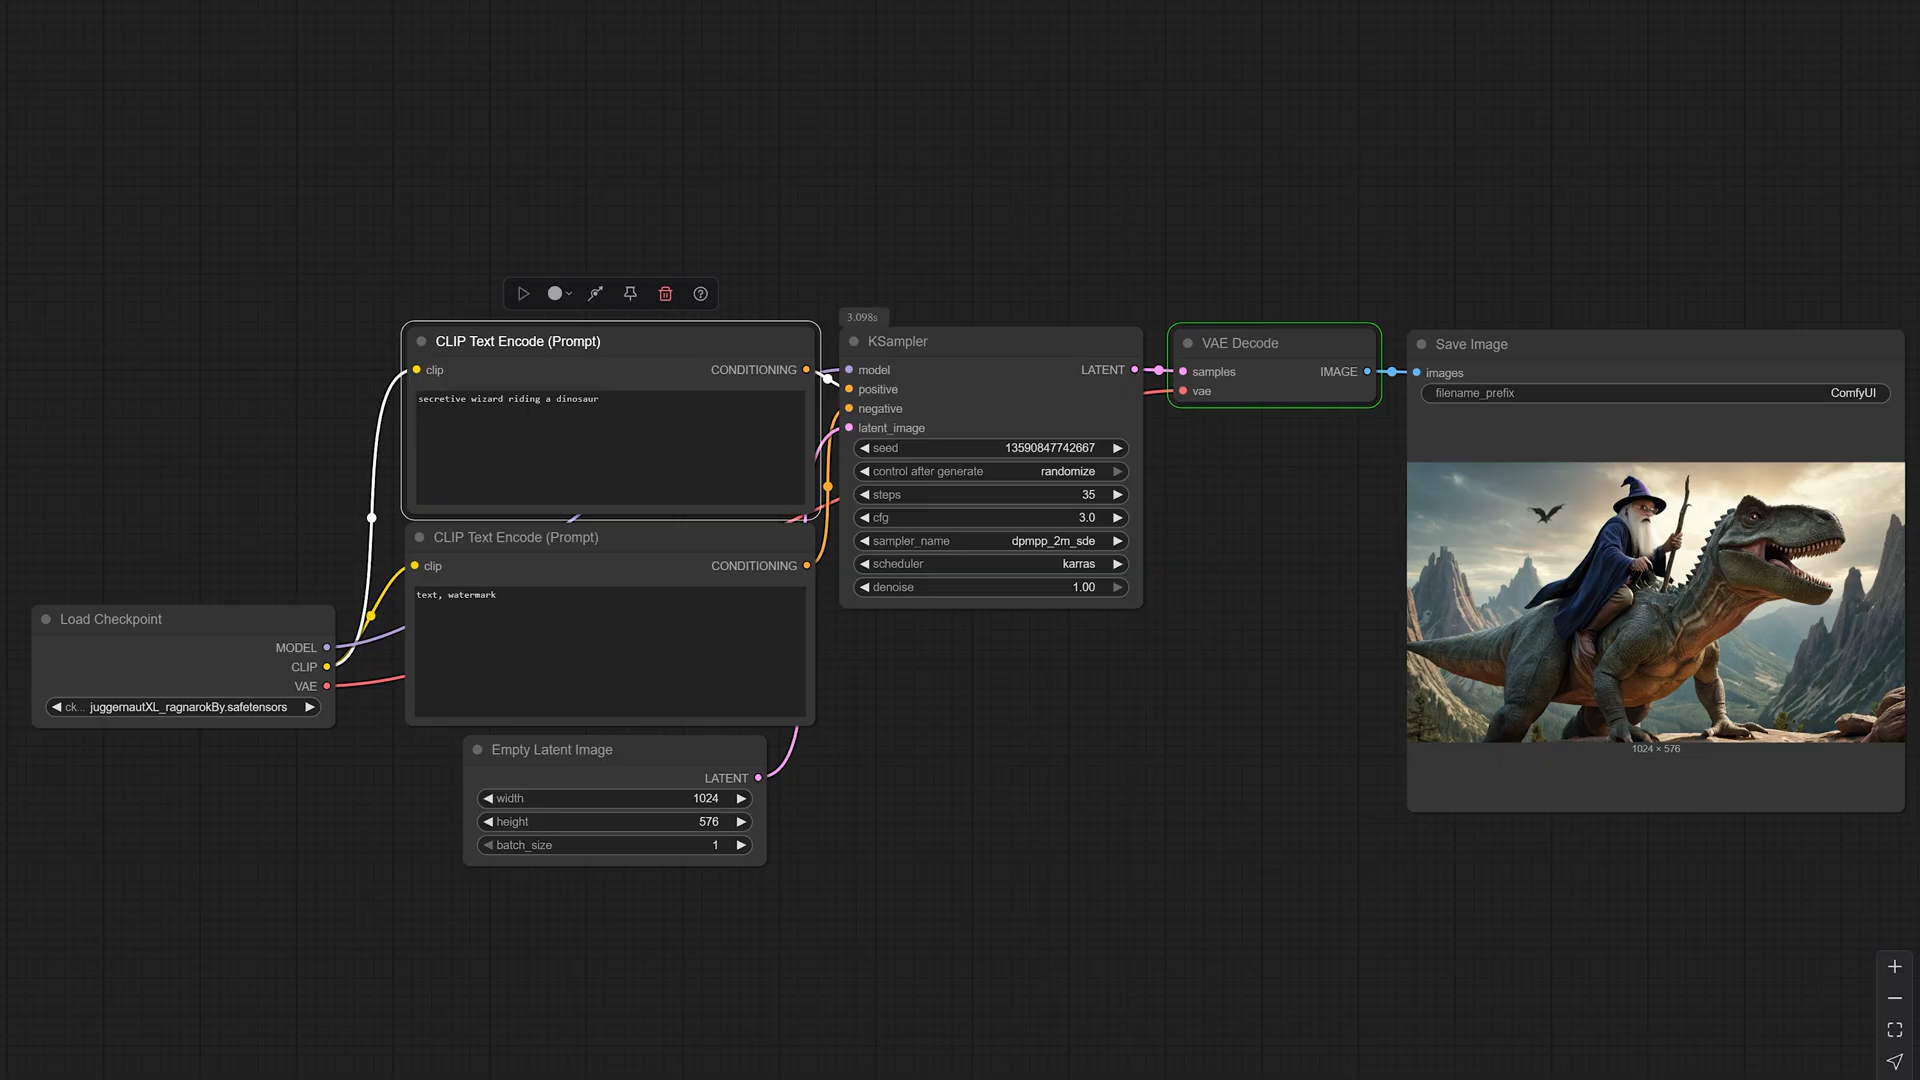 CLIP Text Encode (Prompt)
clip
CONDITIONING
secretive wizard riding a dinosaur
CLIP Text Encode (Prompt)
clip
CONDITIONING
text, watermark
Load Checkpoint
MODEL
CLIP
VAE
ck... juggernautXL_ragnarokBy.safetensors
Empty Latent Image
LATENT
width 1024
height 576
batch_size 1
3.098s
KSampler
model LATENT
positive
negative
latent_image
seed 13590847742667
control after generate randomize
steps 35
cfg 3.0
sampler_name dpmpp_2m_sde
scheduler karras
denoise 1.00
VAE Decode
samples IMAGE
vae
Save Image
images
filename_prefix ComfyUI
1024 × 576